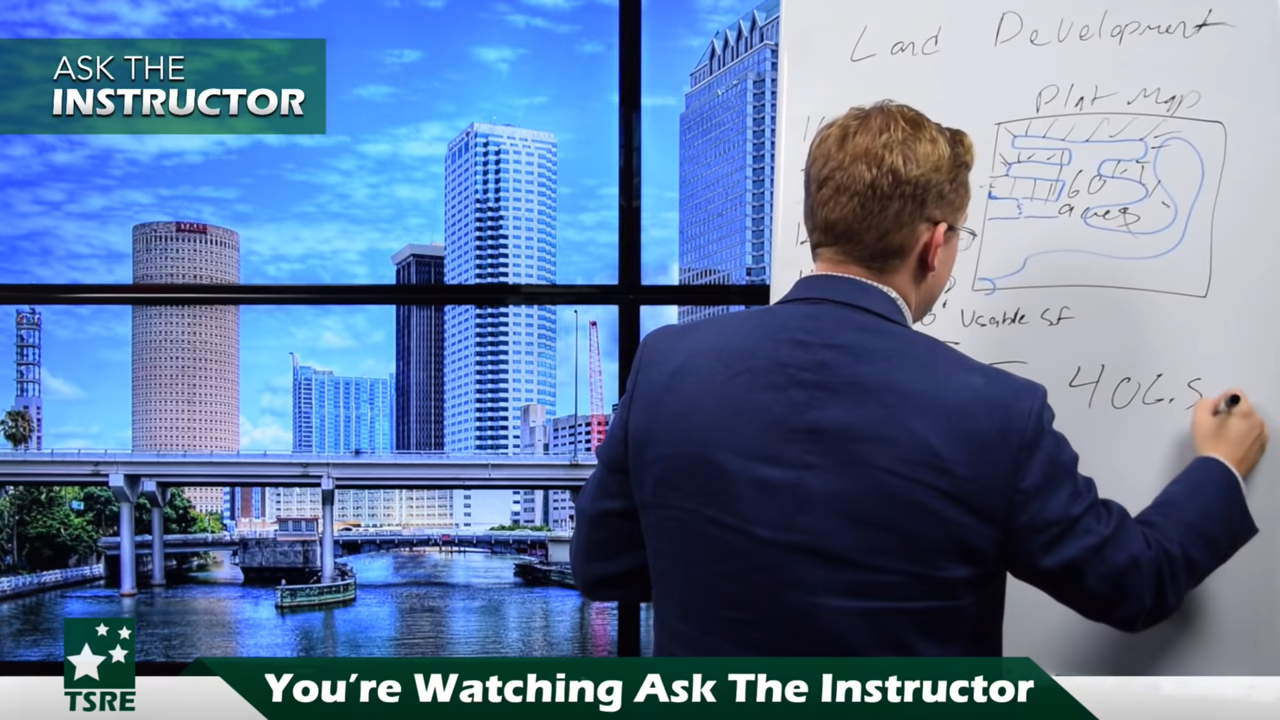 ASK THE
INSTRUCTOR
Land Development
Plat Map
60
acres
Usable SF
406.5
SYKES
TSRE
You're Watching Ask The Instructor